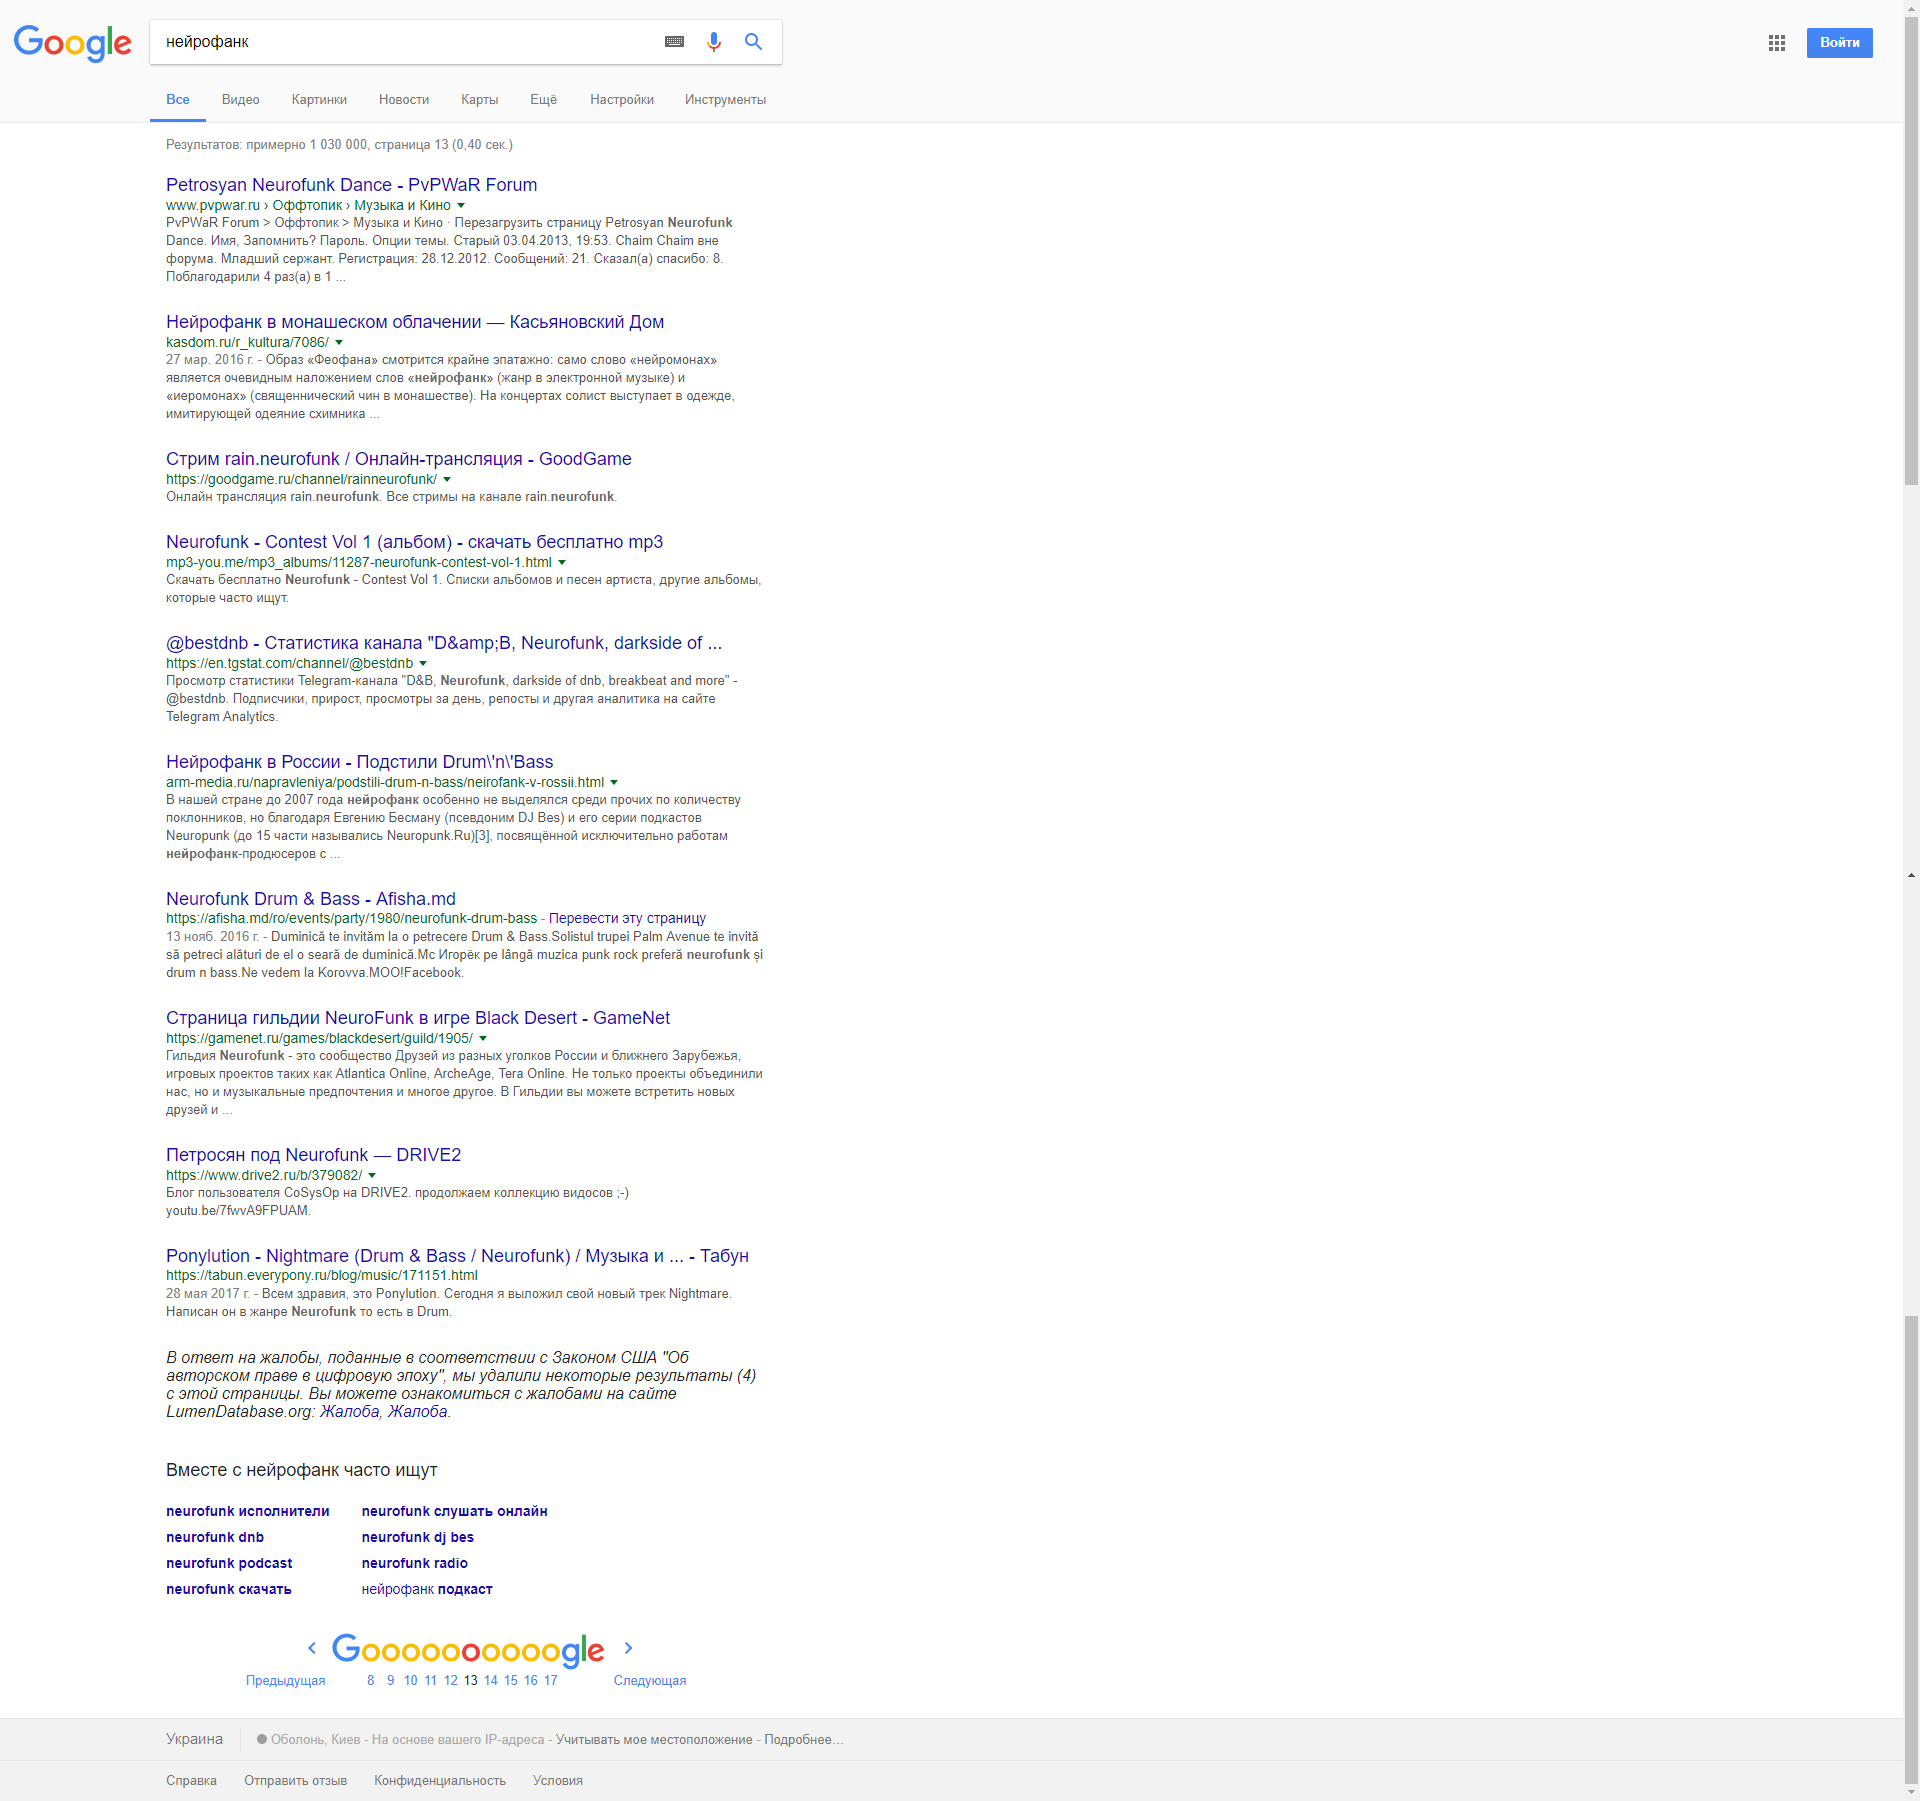 Google
нейрофанк
Войти
Все Видео Картинки Новости Карты Ещё Настройки Инструменты
Результатов: примерно 1 030 000, страница 13 (0,40 сек.)
Petrosyan Neurofunk Dance - PvPWaR Forum
www.pvpwar.ru › Оффтопик › Музыка и Кино
PvPWaR Forum > Оффтопик > Музыка и Кино · Перезагрузить страницу Petrosyan Neurofunk
Dance. Имя, Запомнить? Пароль. Опции темы. Старый 03.04.2013, 19:53. Chaim Chaim вне
форума. Младший сержант. Регистрация: 28.12.2012. Сообщений: 21. Сказал(а) спасибо: 8.
Поблагодарили 4 раз(а) в 1 ...
Нейрофанк в монашеском облачении — Касьяновский Дом
kasdom.ru/r_kultura/7086/
27 мар. 2016 г. - Образ «Феофана» смотрится крайне эпатажно: само слово «нейромонах»
является очевидным наложением слов «нейрофанк» (жанр в электронной музыке) и
«иеромонах» (священнический чин в монашестве). На концертах солист выступает в одежде,
имитирующей одеяние схимника ...
Стрим rain.neurofunk / Онлайн-трансляция - GoodGame
https://goodgame.ru/channel/rainneurofunk/
Онлайн трансляция rain.neurofunk. Все стримы на канале rain.neurofunk.
Neurofunk - Contest Vol 1 (альбом) - скачать бесплатно mp3
mp3-you.me/mp3_albums/11287-neurofunk-contest-vol-1.html
Скачать бесплатно Neurofunk - Contest Vol 1. Списки альбомов и песен артиста, другие альбомы,
которые часто ищут.
@bestdnb - Статистика канала "D&amp;B, Neurofunk, darkside of ...
https://en.tgstat.com/channel/@bestdnb
Просмотр статистики Telegram-канала "D&B, Neurofunk, darkside of dnb, breakbeat and more" -
@bestdnb. Подписчики, прирост, просмотры за день, репосты и другая аналитика на сайте
Telegram Analytics.
Нейрофанк в России - Подстили Drum\'n\'Bass
arm-media.ru/napravleniya/podstili-drum-n-bass/neirofank-v-rossii.html
В нашей стране до 2007 года нейрофанк особенно не выделялся среди прочих по количеству
поклонников, но благодаря Евгению Бесману (псевдоним DJ Bes) и его серии подкастов
Neuropunk (до 15 части назывались Neuropunk.Ru)[3], посвящённой исключительно работам
нейрофанк-продюсеров с ...
Neurofunk Drum & Bass - Afisha.md
https://afisha.md/ro/events/party/1980/neurofunk-drum-bass - Перевести эту страницу
13 нояб. 2016 г. - Duminică te invităm la o petrecere Drum & Bass.Solistul trupei Palm Avenue te invită
să petreci alături de el o seară de duminică.Mc Игорёк pe lângă muzica punk rock preferă neurofunk și
drum n bass.Ne vedem la Korovva.MOO!Facebook.
Страница гильдии NeuroFunk в игре Black Desert - GameNet
https://gamenet.ru/games/blackdesert/guild/1905/
Гильдия Neurofunk - это сообщество Друзей из разных уголков России и ближнего Зарубежья,
игровых проектов таких как Atlantica Online, ArcheAge, Tera Online. Не только проекты объединили
нас, но и музыкальные предпочтения и многое другое. В Гильдии вы можете встретить новых
друзей и ...
Петросян под Neurofunk — DRIVE2
https://www.drive2.ru/b/379082/
Блог пользователя CoSysOp на DRIVE2. продолжаем коллекцию видосов ;-)
youtu.be/7fwvA9FPUAM.
Ponylution - Nightmare (Drum & Bass / Neurofunk) / Музыка и ... - Табун
https://tabun.everypony.ru/blog/music/171151.html
28 мая 2017 г. - Всем здравия, это Ponylution. Сегодня я выложил свой новый трек Nightmare.
Написан он в жанре Neurofunk то есть в Drum.
В ответ на жалобы, поданные в соответствии с Законом США "Об
авторском праве в цифровую эпоху", мы удалили некоторые результаты (4)
с этой страницы. Вы можете ознакомиться с жалобами на сайте
LumenDatabase.org: Жалоба, Жалоба.
Вместе с нейрофанк часто ищут
neurofunk исполнители neurofunk слушать онлайн
neurofunk dnb neurofunk dj bes
neurofunk podcast neurofunk radio
neurofunk скачать нейрофанк подкаст
Goooooooooogle
Предыдущая 8 9 10 11 12 13 14 15 16 17 Следующая
Украина Оболонь, Киев - На основе вашего IP-адреса - Учитывать мое местоположение - Подробнее…
Справка Отправить отзыв Конфиденциальность Условия